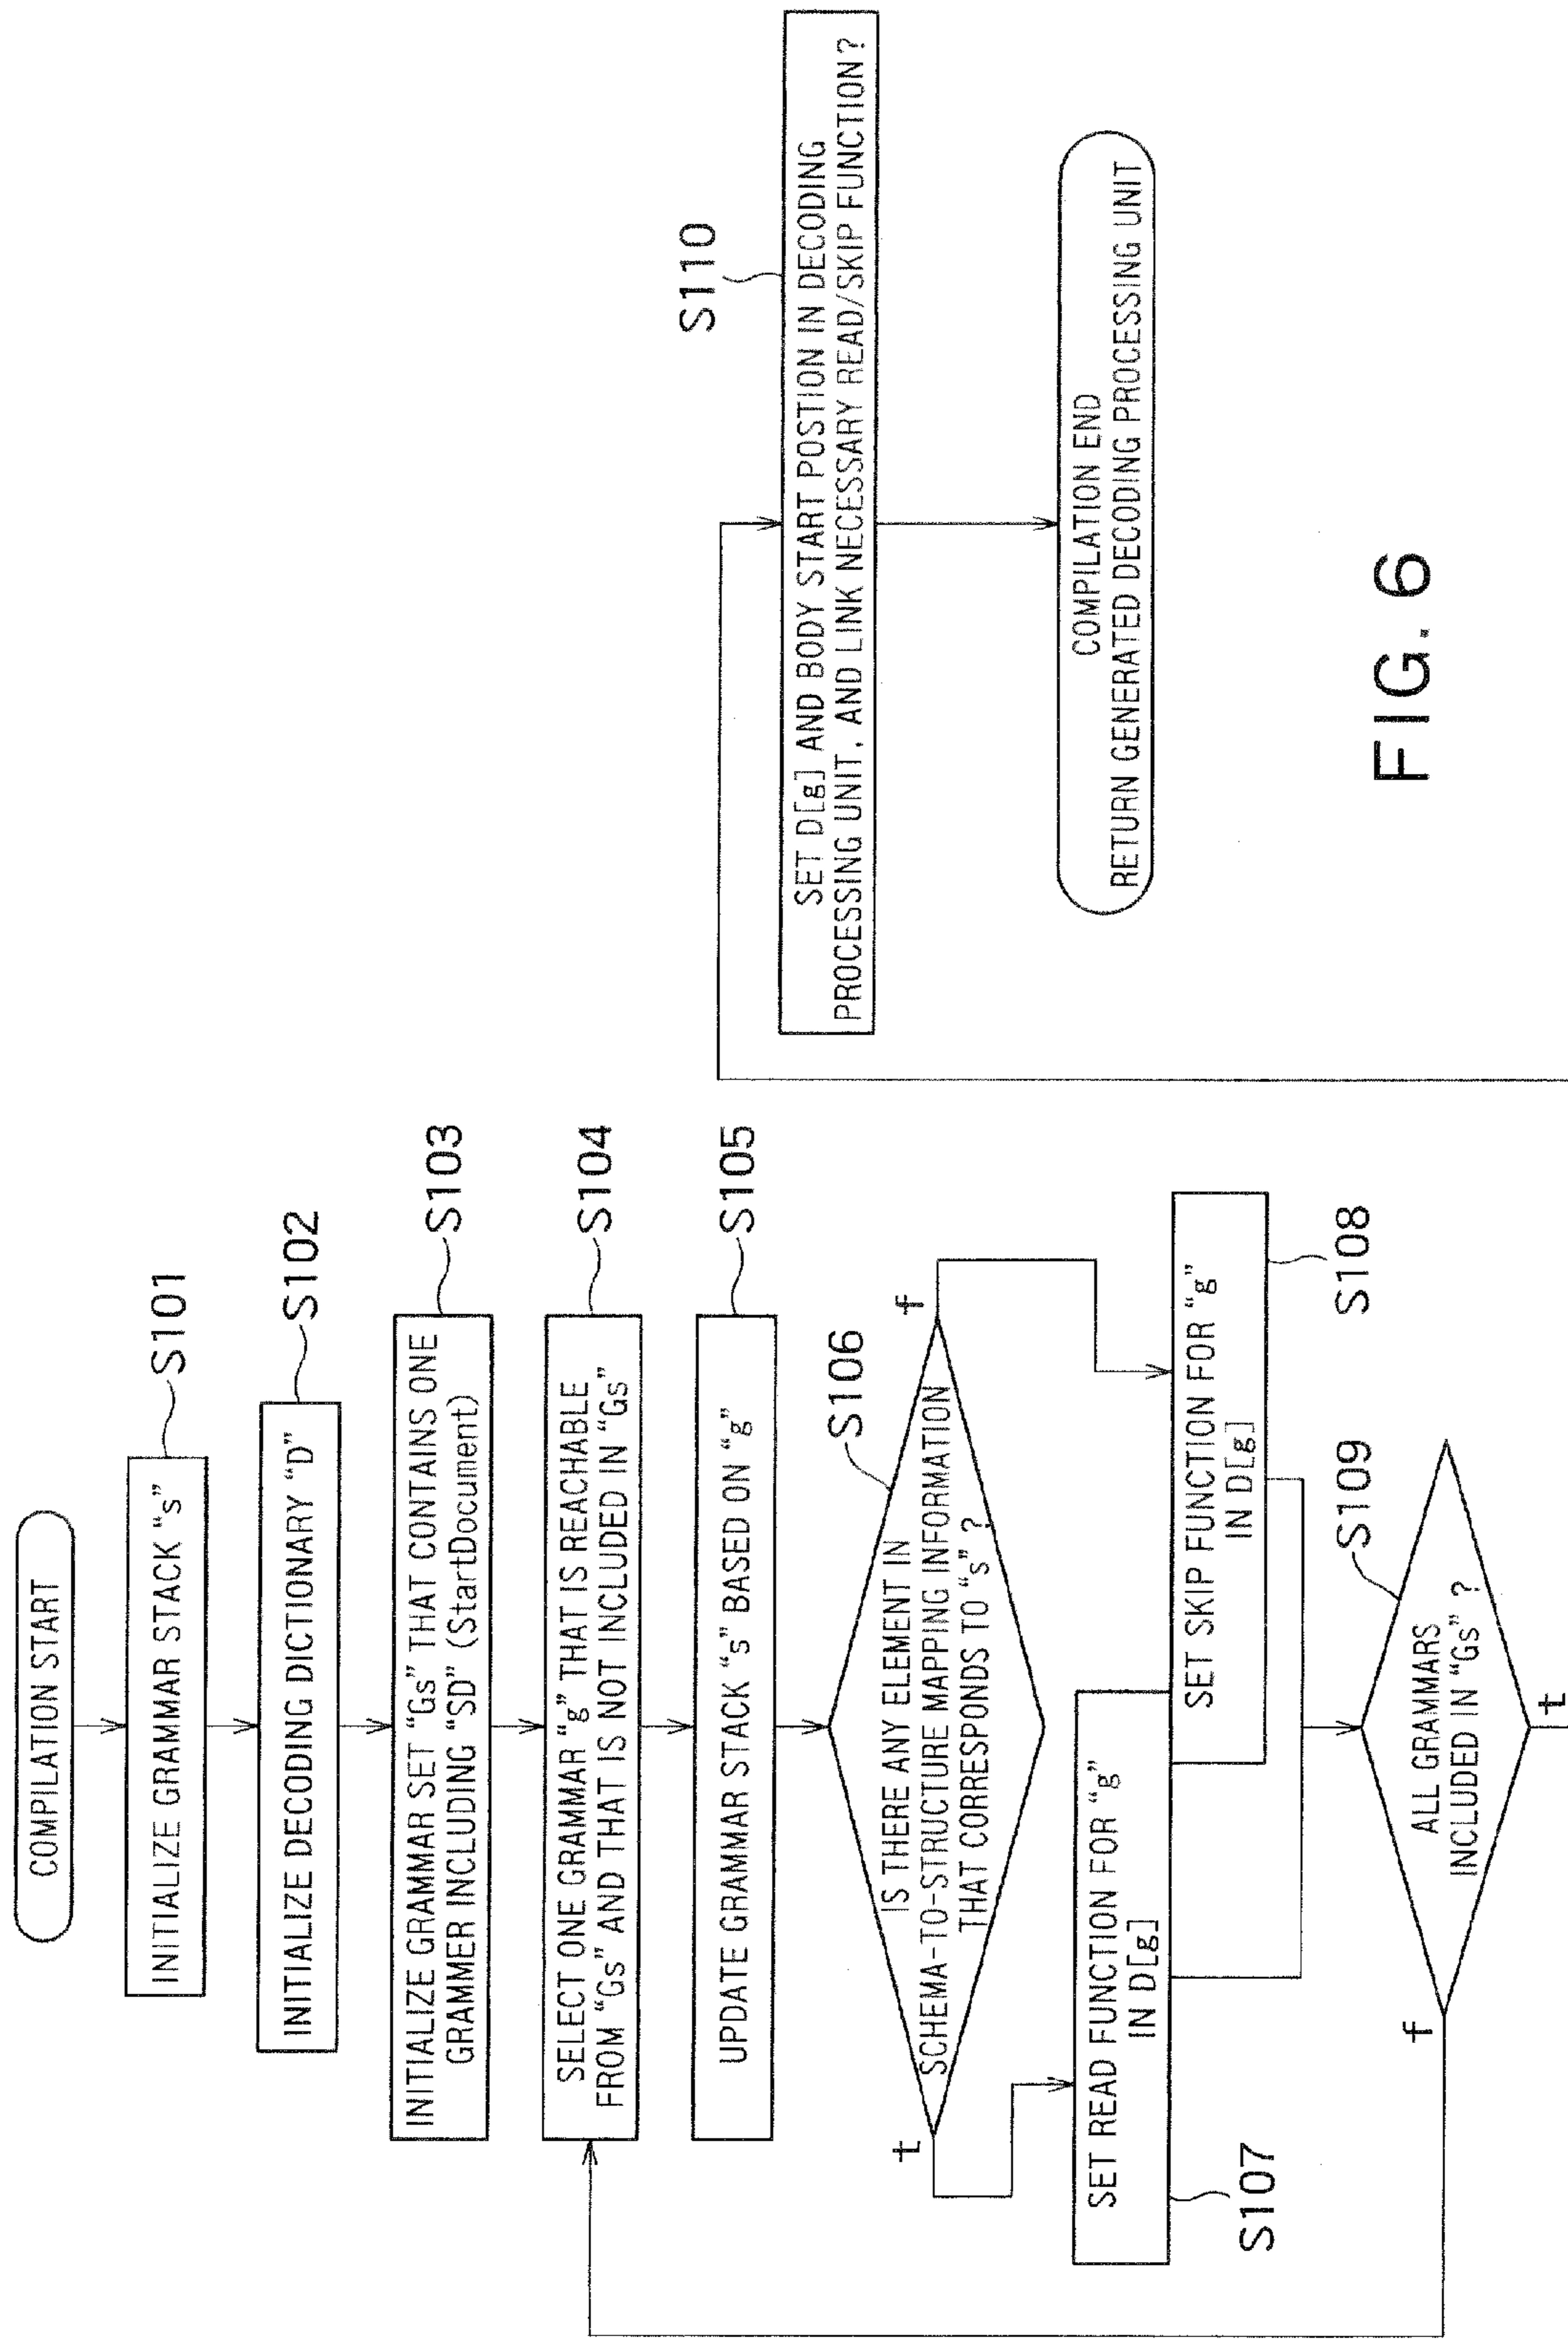 COMPILATION START
INITIALIZE GRAMMAR STACK “s”
S101
INITIALIZE DECODING DICTIONARY “D”
S102
INITIALIZE GRAMMAR SET “Gs” THAT CONTAINS ONE
GRAMMER INCLUDING “SD” (StartDocument)
S103
SELECT ONE GRAMMAR “g” THAT IS REACHABLE
FROM “Gs” AND THAT IS NOT INCLUDED IN “Gs”
S104
UPDATE GRAMMAR STACK “s” BASED ON “g”
S105
IS THERE ANY ELEMENT IN
SCHEMA-TO-STRUCTURE MAPPING INFORMATION
THAT CORRESPONDS TO “s” ?
S106
t
f
SET READ FUNCTION FOR “g”
IN D[g]
S107
SET SKIP FUNCTION FOR “g”
IN D[g]
S108
ALL GRAMMARS
INCLUDED IN “Gs” ?
S109
f
t
S110
SET D[g] AND BODY START POSTION IN DECODING
PROCESSING UNIT, AND LINK NECESSARY READ/SKIP FUNCTION?
COMPILATION END
RETURN GENERATED DECODING PROCESSING UNIT
FIG. 6